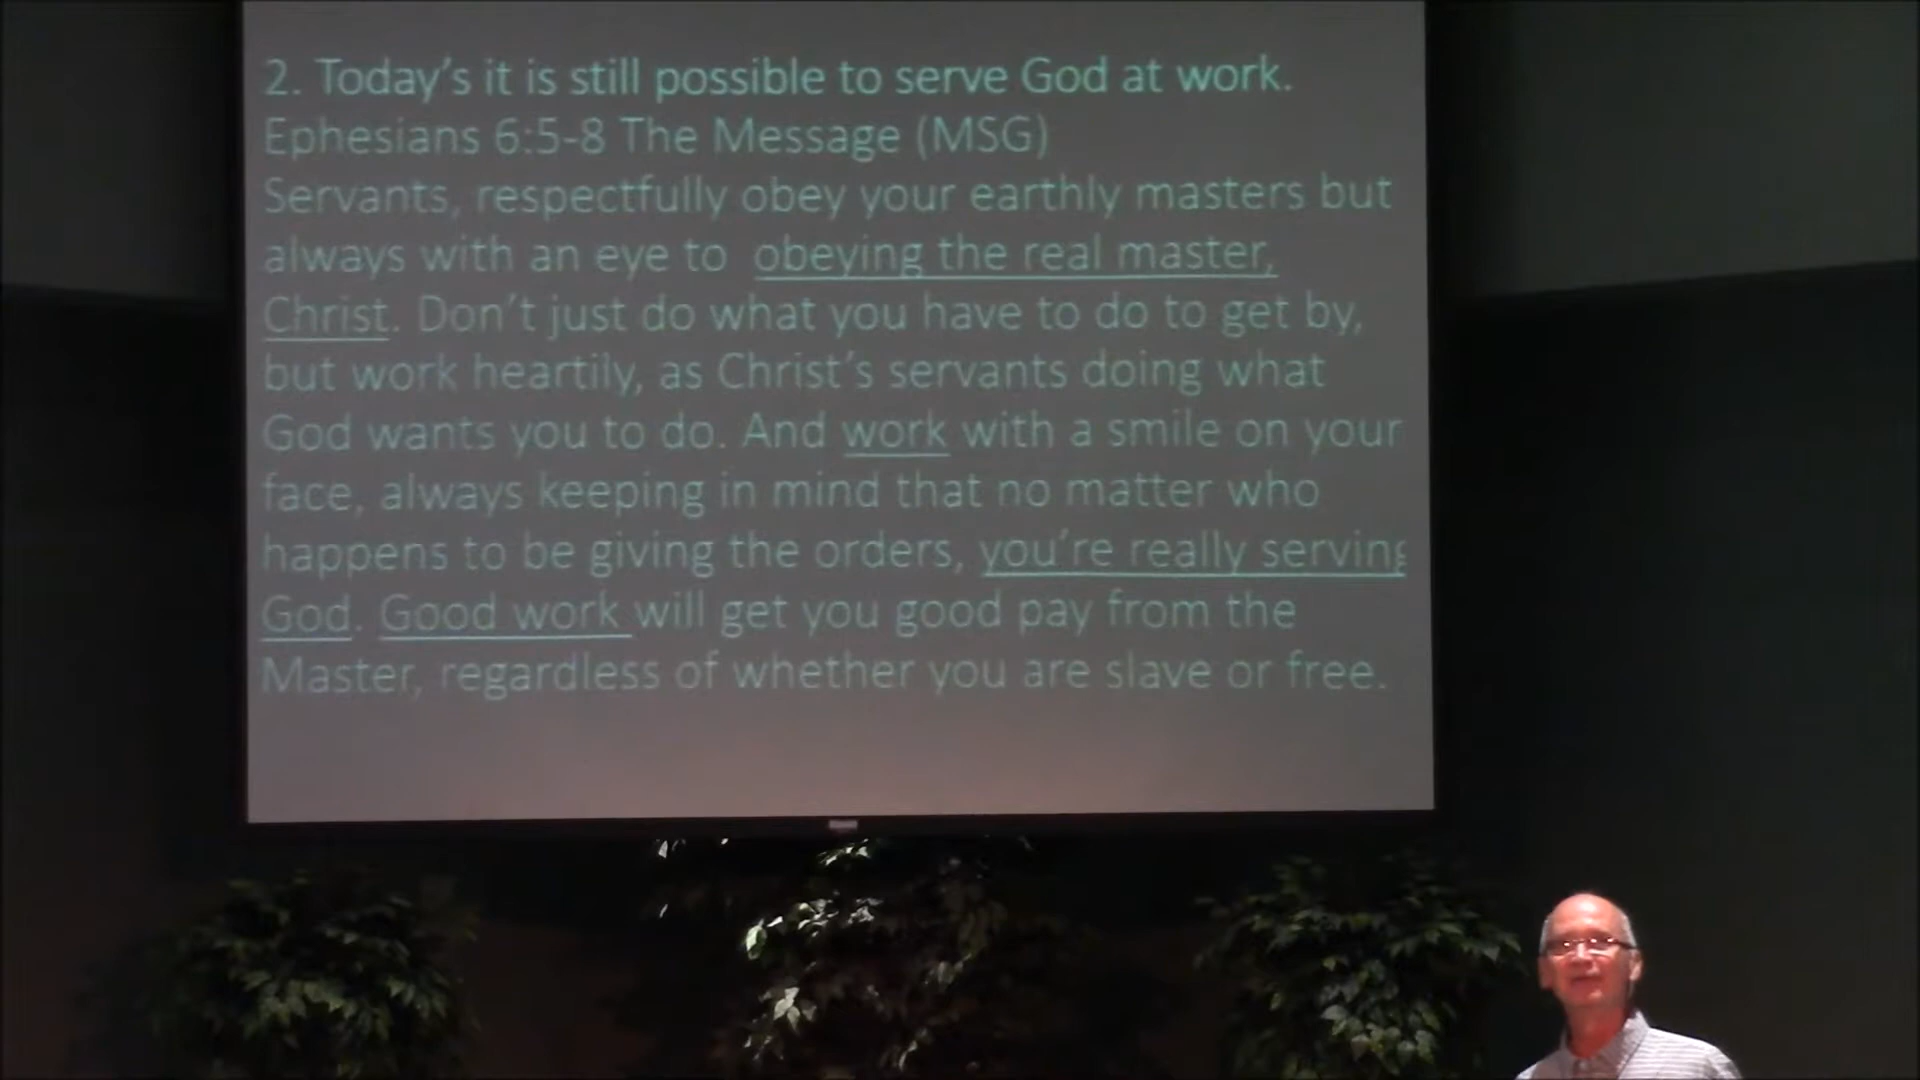 2. Today's it is still possible to serve God at work.
Ephesians 6:5-8 The Message (MSG)
Servants, respectfully obey your earthly masters but
always with an eye to obeying the real master,
Christ. Don't just do what you have to do to get by,
but work heartily, as Christ's servants doing what
God wants you to do. And work with a smile on your
face, always keeping in mind that no matter who
happens to be giving the orders, you're really serving
God. Good work will get you good pay from the
Master, regardless of whether you are slave or free.